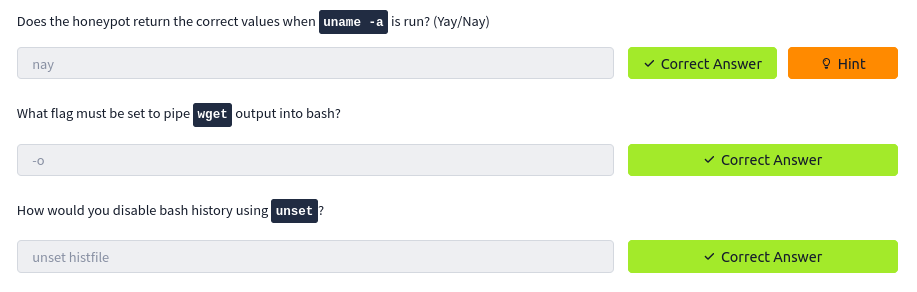 Does the honeypot return the correct values when uname -a is run? (Yay/Nay)
nay Correct Answer Hint
What flag must be set to pipe wget output into bash?
-o Correct Answer
How would you disable bash history using unset?
unset histfile Correct Answer